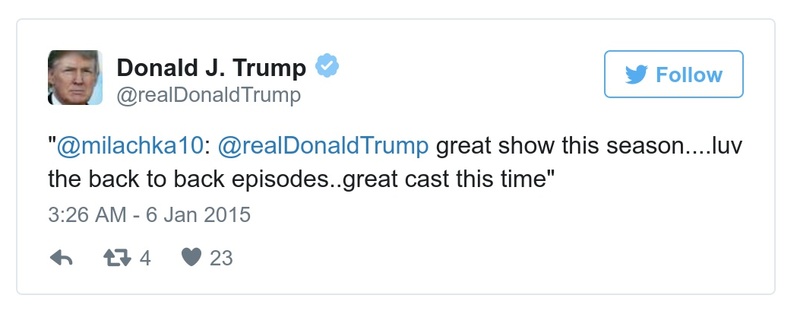 Donald J. Trump
@realDonaldTrump
Follow
"@milachka10: @realDonaldTrump great show this season....luv
the back to back episodes..great cast this time"
3:26 AM - 6 Jan 2015
4 23